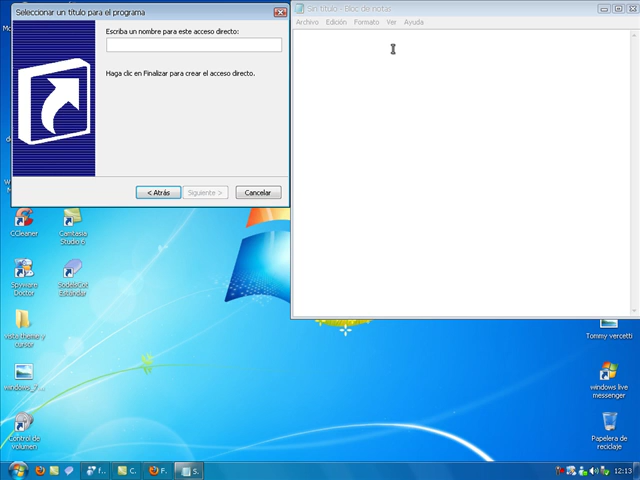 Seleccionar un título para el programa
Escriba un nombre para este acceso directo:
Haga clic en Finalizar para crear el acceso directo.
< Atrás
Siguiente >
Cancelar
Sin título - Bloc de notas
Archivo Edición Formato Ver Ayuda
CCleaner
Camtasia
Studio 6
Spyware
Doctor
SodelsCot
Estándar
vista theme y
cursor
windows_7...
Control de
volumen
Tommy vercetti
windows live
messenger
Papelera de
reciclaje
f...
C.
F.
S.
12:13